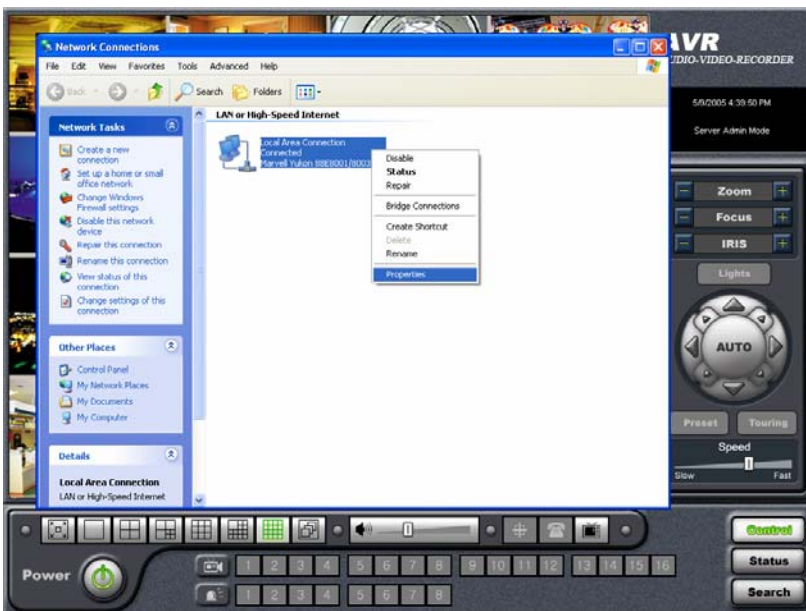 Network Connections
AVR
File Edit View Favorites Tools Advanced Help
UDIO-VIDEO-RECORDER
Back Search Folders
5/9/2005 4:39:50 PM
Server Admin Mode
LAN or High-Speed Internet
Network Tasks
Create a new
connection
Set up a home or small
office network
Change Windows
Firewall settings
Disable this network
device
Repair this connection
Rename this connection
View status of this
connection
Change settings of this
connection
Other Places
Control Panel
My Network Places
My Documents
My Computer
Details
Local Area Connection
LAN or High-Speed Internet
Local Area Connection
Connected
Marvell Yukon 88E8001/8003
Disable
Status
Repair
Bridge Connections
Create Shortcut
Delete
Rename
Properties
Zoom
Focus
IRIS
Lights
AUTO
Preset Touring
Speed
Slow Fast
Control
Power
1 2 3 4 5 6 7 8 9 10 11 12 13 14 15 16
Status
1 2 3 4 5 6 7 8
Search